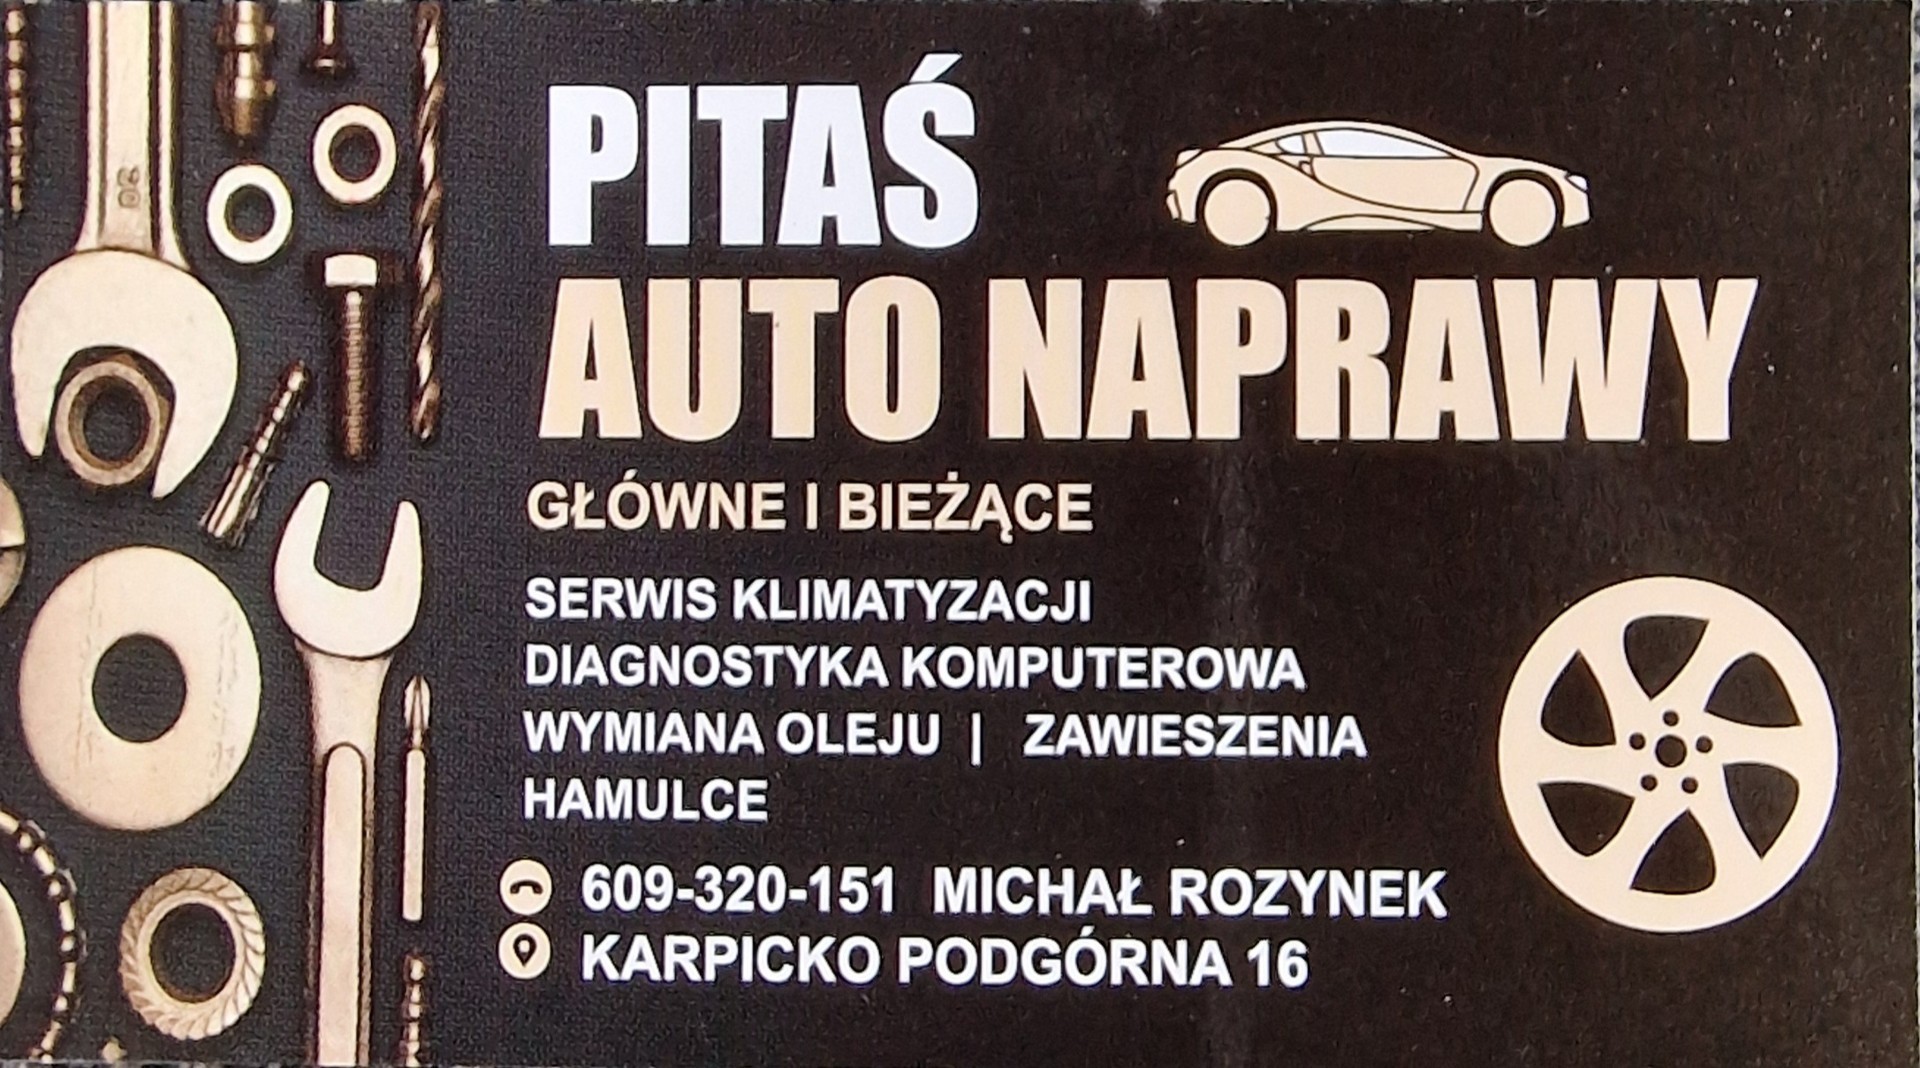 PITAŚ
AUTO NAPRAWY
GŁÓWNE I BIEŻĄCE
SERWIS KLIMATYZACJI
DIAGNOSTYKA KOMPUTEROWA
WYMIANA OLEJU | ZAWIESZENIA
HAMULCE
609-320-151 MICHAŁ ROZYNEK
KARPICKO PODGÓRNA 16